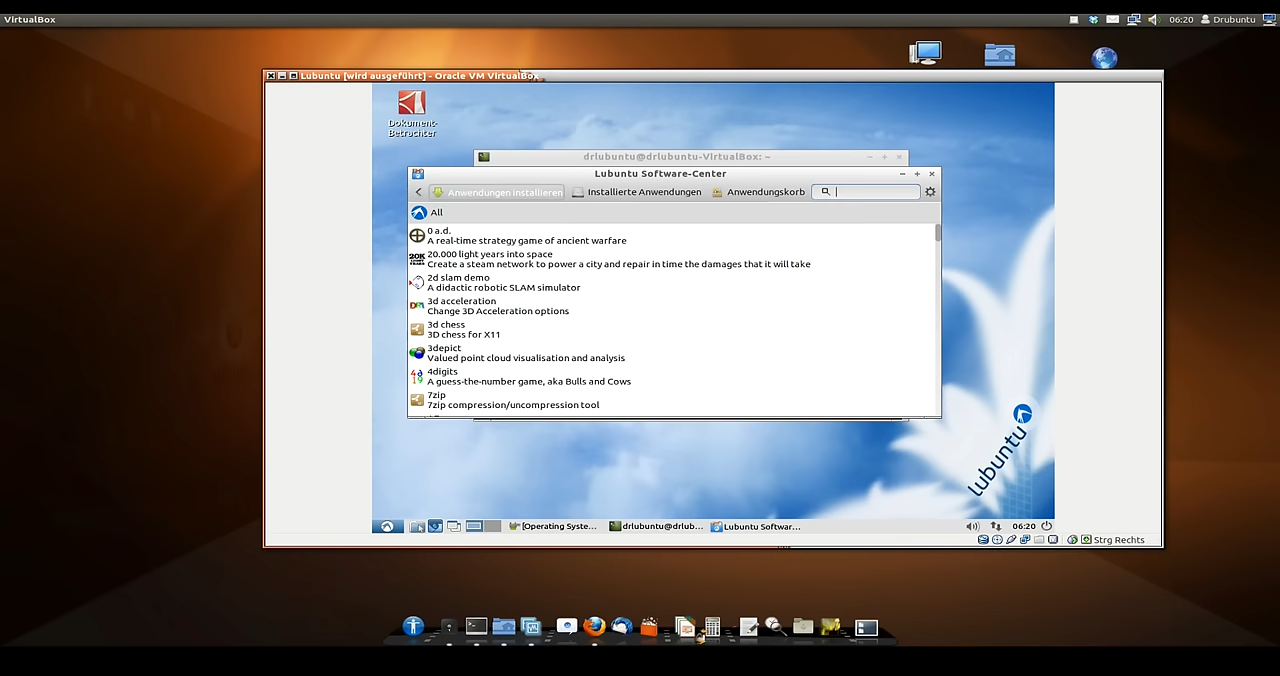 VirtualBox
06:20 Drubuntu
Lubuntu [wird ausgeführt] - Oracle VM VirtualBox
Dokument-
Betrachter
drlubuntu@drlubuntu-VirtualBox: ~
Lubuntu Software-Center
Anwendungen installieren Installierte Anwendungen Anwendungskorb
All
0 a.d.
A real-time strategy game of ancient warfare
20.000 light years into space
Create a steam network to power a city and repair in time the damages that it will take
2d slam demo
A didactic robotic SLAM simulator
3d acceleration
Change 3D Acceleration options
3d chess
3D chess for X11
3depict
Valued point cloud visualisation and analysis
4digits
A guess-the-number game, aka Bulls and Cows
7zip
7zip compression/uncompression tool
lubuntu
[Operating Syste... drlubuntu@drlub... Lubuntu Softwar... 06:20
Strg Rechts